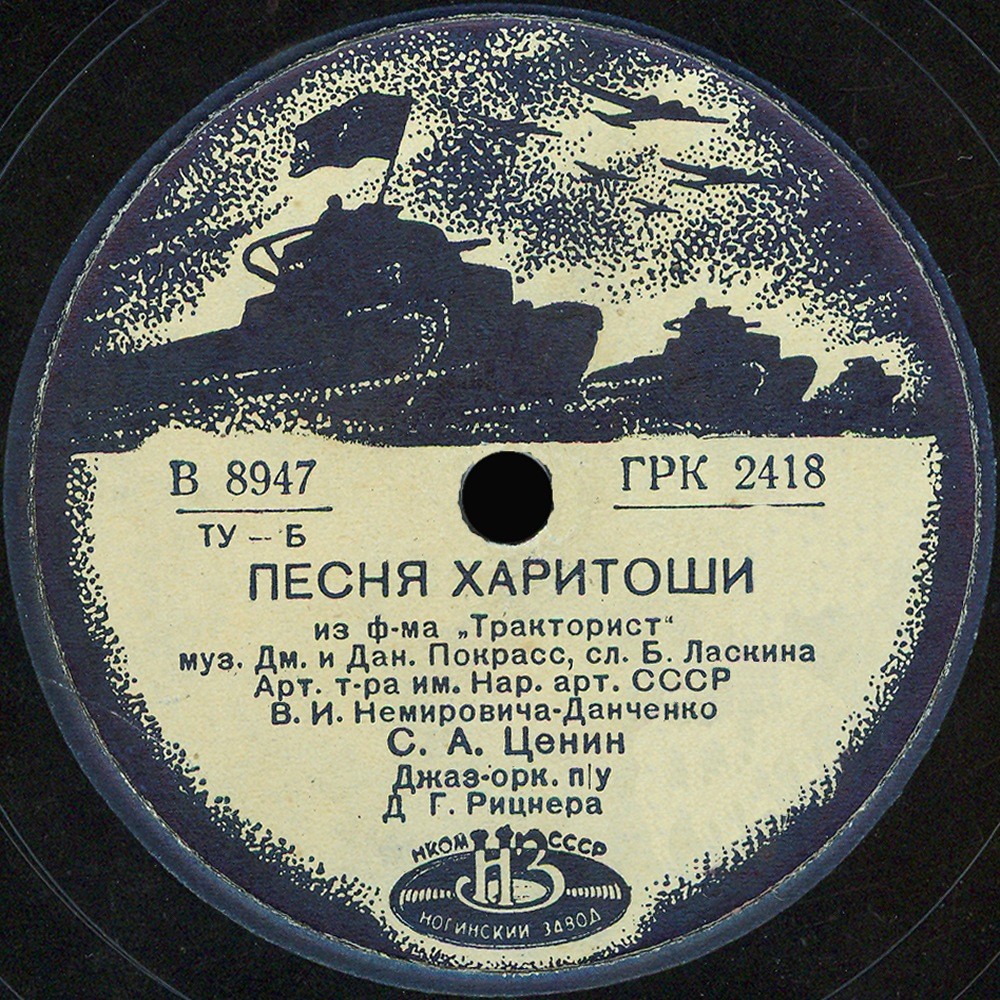 В 8947 ГРК 2418
ТУ – Б
ПЕСНЯ ХАРИТОШИ
из ф-ма „Тракторист“
муз. Дм. и Дан. Покрасс, сл. Б. Ласкина
Арт. т-ра им. Нар. арт. СССР
В. И. Немировича-Данченко
С. А. Ценин
Джаз-орк. п/у
Д Г. Рицнера
НКОМ СССР
НЗ
НОГИНСКИЙ ЗАВОД